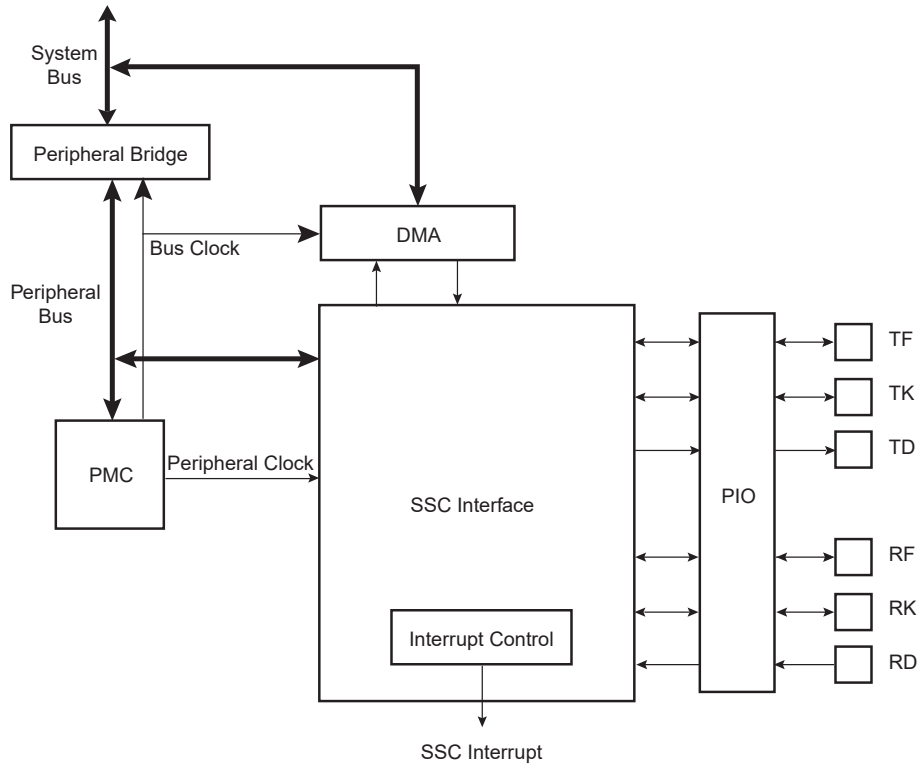 System
Bus
Peripheral Bridge
Bus Clock
DMA
Peripheral
Bus
TF
TK
TD
PMC
Peripheral Clock
SSC Interface
PIO
RF
RK
RD
Interrupt Control
SSC Interrupt